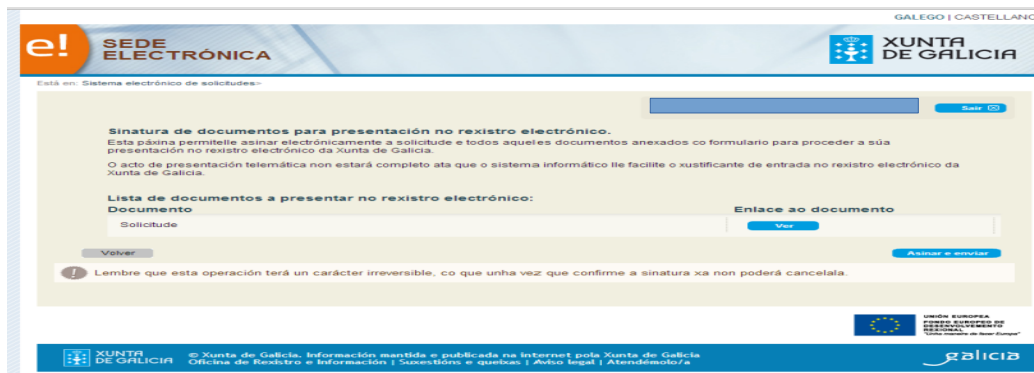 GALEGO | CASTELLANO
e!
SEDE
ELECTRÓNICA
XUNTA
DE GALICIA
Está en: Sistema electrónico de solicitudes>
Sair
Sinatura de documentos para presentación no rexistro electrónico.
Esta páxina permitelle asinar electrónicamente a solicitude e todos aqueles documentos anexados co formulario para proceder a súa
presentación no rexistro electrónico da Xunta de Galicia.
O acto de presentación telemática non estará completo ata que o sistema informático lle facilite o xustificante de entrada no rexistro electrónico da
Xunta de Galicia.
Lista de documentos a presentar no rexistro electrónico:
Documento Enlace ao documento
Solicitude Ver
Volver Asinar e enviar
! Lembre que esta operación terá un carácter irreversible, co que unha vez que confirme a sinatura xa non poderá cancelala.
UNIÓN EUROPEA
FONDO EUROPEO DE
DESENVOLVEMENTO
REXIONAL
"Unha maneira de facer Europa"
XUNTA
DE GALICIA
© Xunta de Galicia. Información mantida e publicada na internet pola Xunta de Galicia
Oficina de Rexistro e Información | Suxestións e queixas | Aviso legal | Atendémolo/a
galicia